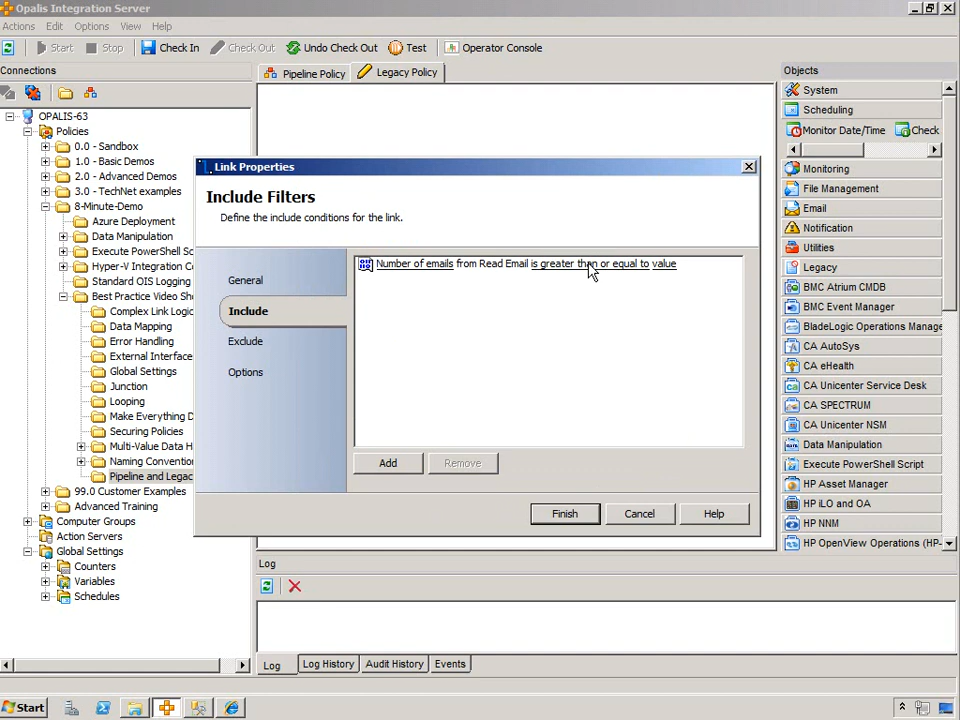 Opalis Integration Server
Actions Edit Options View Help
Start Stop Check In Check Out Undo Check Out Test Operator Console
Connections
Pipeline Policy Legacy Policy
Objects
OPALIS-63
Policies
0.0 - Sandbox
1.0 - Basic Demos
2.0 - Advanced Demos
3.0 - TechNet examples
8-Minute-Demo
Azure Deployment
Data Manipulation
Execute PowerShell Sc
Hyper-V Integration C
Standard OIS Logging
Best Practice Video Sh
Complex Link Logic
Data Mapping
Error Handling
External Interface
Global Settings
Junction
Looping
Make Everything D
Securing Policies
Multi-Value Data H
Naming Convention
Pipeline and Legac
99.0 Customer Examples
Advanced Training
Computer Groups
Action Servers
Global Settings
Counters
Variables
Schedules
Link Properties
Include Filters
Define the include conditions for the link.
General
Include
Exclude
Options
Number of emails from Read Email is greater than or equal to value
Add Remove
Finish Cancel Help
System
Scheduling
Monitor Date/Time Check
Monitoring
File Management
Email
Notification
Utilities
Legacy
BMC Atrium CMDB
BMC Event Manager
BladeLogic Operations Manage
CA AutoSys
CA eHealth
CA Unicenter Service Desk
CA SPECTRUM
CA Unicenter NSM
Data Manipulation
Execute PowerShell Script
HP Asset Manager
HP iLO and OA
HP NNM
HP OpenView Operations (HP-
Log
Log Log History Audit History Events
Start